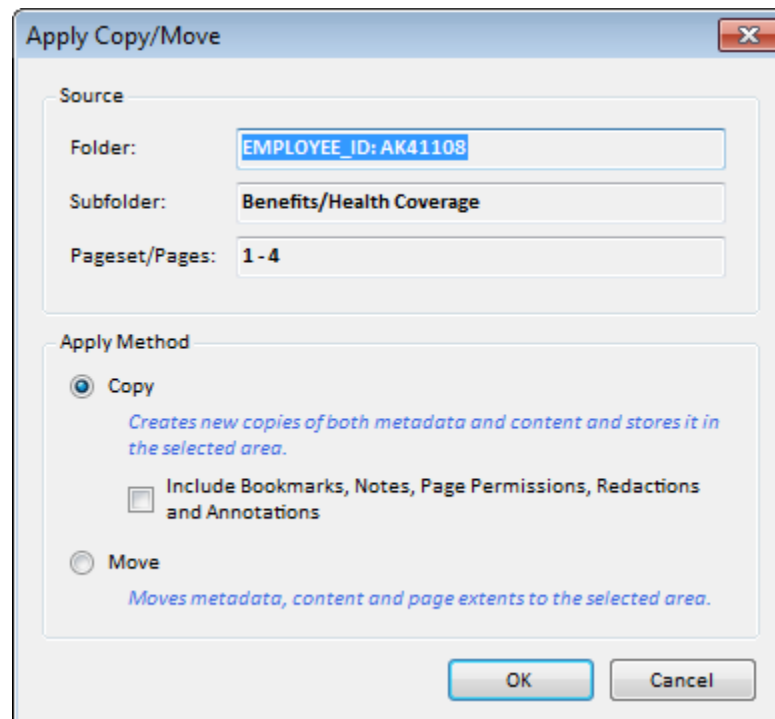 Apply Copy/Move
Source
Folder: EMPLOYEE_ID: AK41108
Subfolder: Benefits/Health Coverage
Pageset/Pages: 1 - 4
Apply Method
Copy
Creates new copies of both metadata and content and stores it in
the selected area.
Include Bookmarks, Notes, Page Permissions, Redactions
and Annotations
Move
Moves metadata, content and page extents to the selected area.
OK Cancel